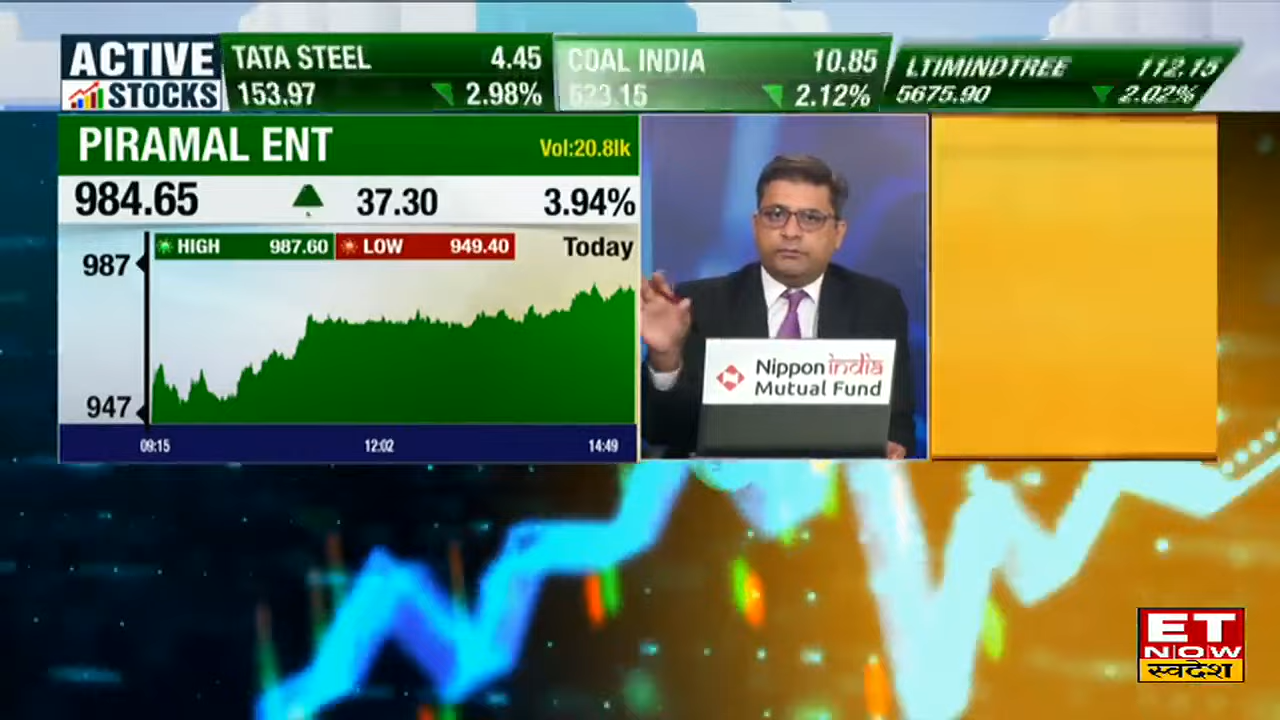 ACTIVE
STOCKS
TATA STEEL 4.45
153.97 2.98%
COAL INDIA 10.85
523.15 2.12%
LTIMINDTREE 112.15
5675.90 2.02%
PIRAMAL ENT Vol:20.8lk
984.65 37.30 3.94%
HIGH 987.60 LOW 949.40 Today
987
947
09:15 12:02 14:49
Nippon india
Mutual Fund
ET
NOW
स्वदेश